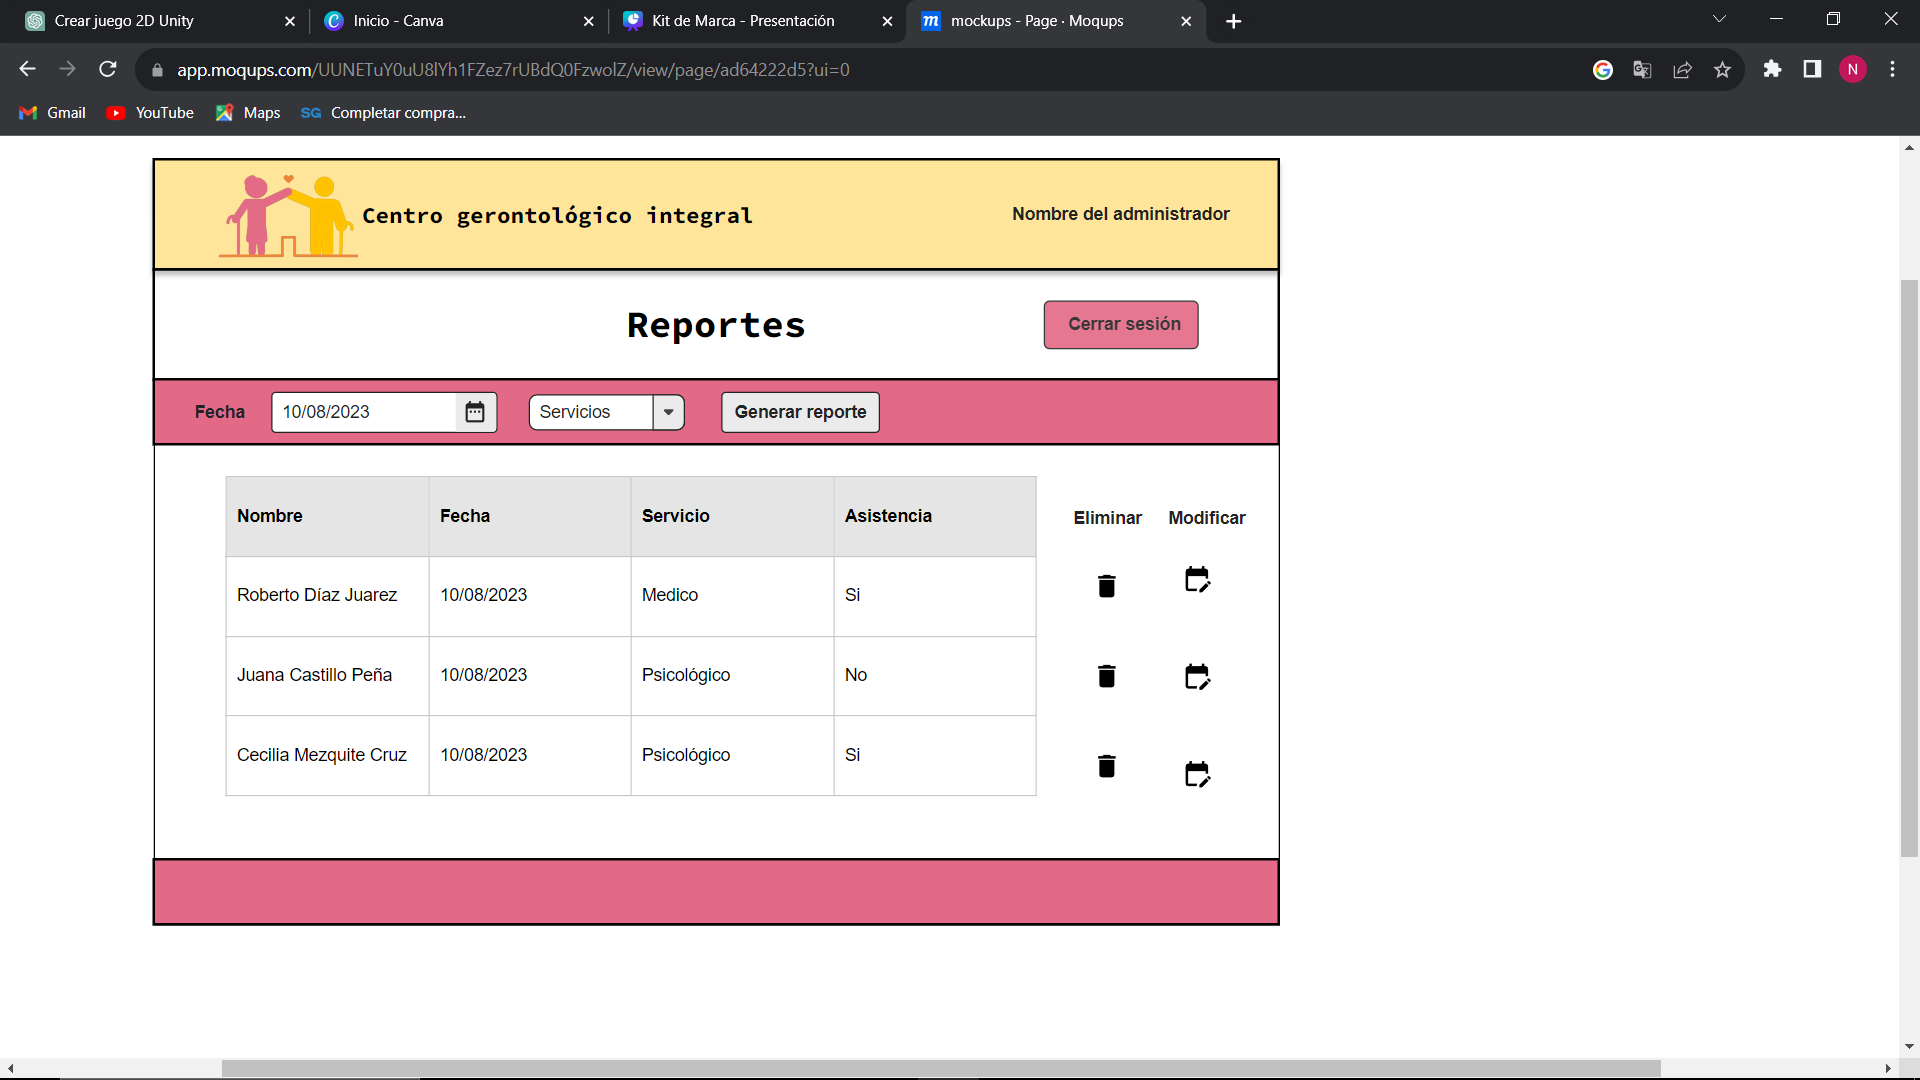 Crear juego 2D Unity
Inicio - Canva
Kit de Marca - Presentación
mockups - Page · Moqups
app.moqups.com/UUNETuY0uU8lYh1FZez7rUBdQ0FzwolZ/view/page/ad64222d5?ui=0
N
Gmail
YouTube
Maps
SG Completar compra...
Centro gerontológico integral
Nombre del administrador
Reportes
Cerrar sesión
Fecha
10/08/2023
Servicios
Generar reporte
Nombre Fecha Servicio Asistencia Eliminar Modificar
Roberto Díaz Juarez 10/08/2023 Medico Si
Juana Castillo Peña 10/08/2023 Psicológico No
Cecilia Mezquite Cruz 10/08/2023 Psicológico Si